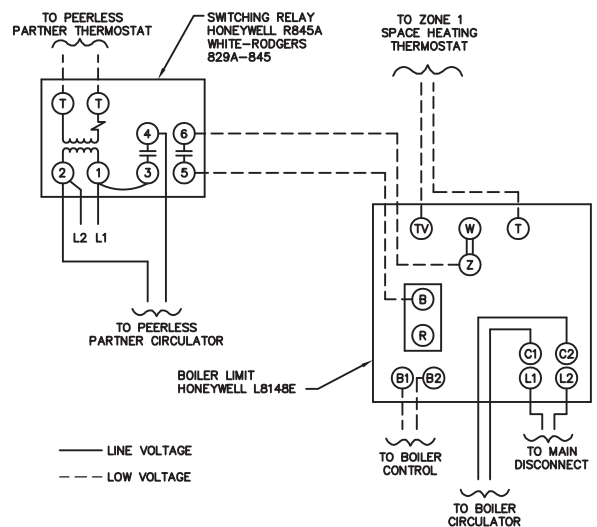 TO PEERLESS
PARTNER THERMOSTAT
SWITCHING RELAY
HONEYWELL R845A
WHITE-RODGERS
829A-845
TO ZONE 1
SPACE HEATING
THERMOSTAT
T
T
4
6
2
1
3
5
L2
L1
TV
W
T
Z
B
R
C1
C2
B1
B2
L1
L2
TO PEERLESS
PARTNER CIRCULATOR
BOILER LIMIT
HONEYWELL L8148E
LINE VOLTAGE
LOW VOLTAGE
TO BOILER
CONTROL
TO MAIN
DISCONNECT
TO BOILER
CIRCULATOR